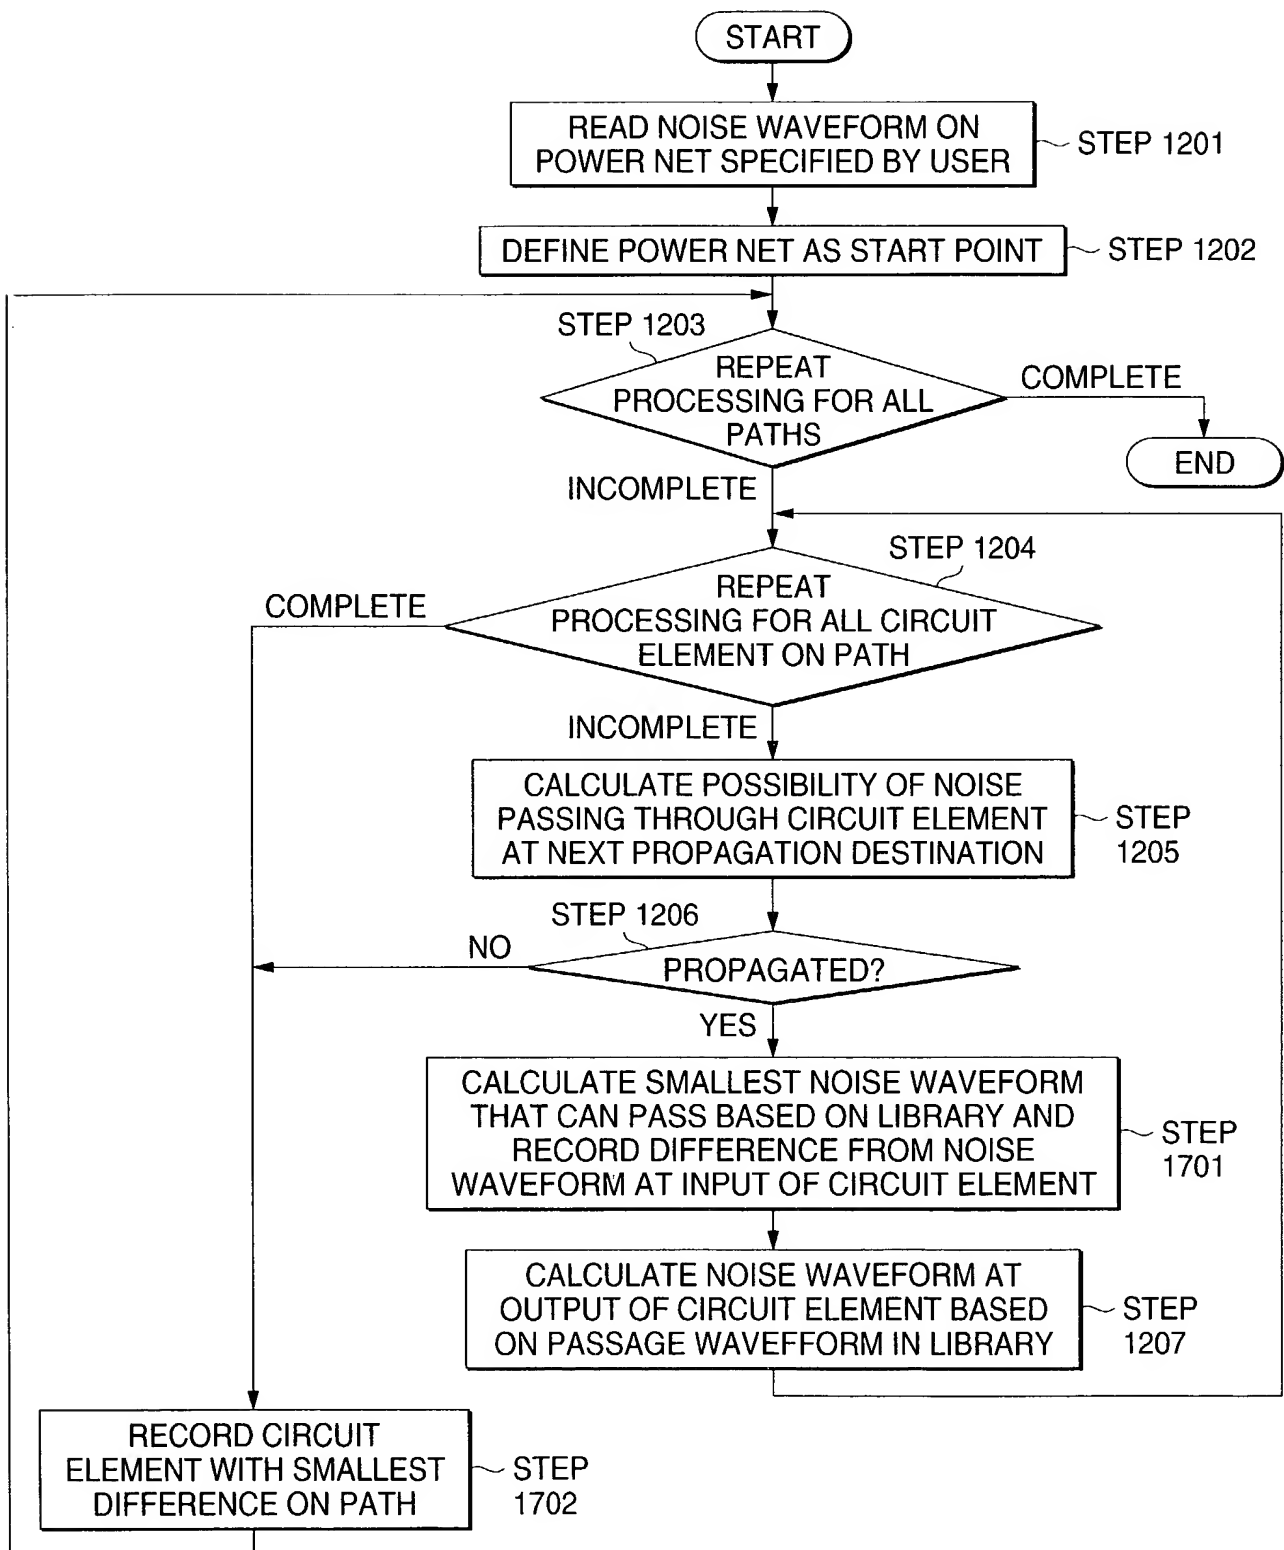 START
READ NOISE WAVEFORM ON
POWER NET SPECIFIED BY USER
STEP 1201
DEFINE POWER NET AS START POINT
STEP 1202
STEP 1203
REPEAT
PROCESSING FOR ALL
PATHS
COMPLETE
END
INCOMPLETE
STEP 1204
REPEAT
PROCESSING FOR ALL CIRCUIT
ELEMENT ON PATH
COMPLETE
INCOMPLETE
CALCULATE POSSIBILITY OF NOISE
PASSING THROUGH CIRCUIT ELEMENT
AT NEXT PROPAGATION DESTINATION
STEP
1205
STEP 1206
NO
PROPAGATED?
YES
CALCULATE SMALLEST NOISE WAVEFORM
THAT CAN PASS BASED ON LIBRARY AND
RECORD DIFFERENCE FROM NOISE
WAVEFORM AT INPUT OF CIRCUIT ELEMENT
STEP
1701
CALCULATE NOISE WAVEFORM AT
OUTPUT OF CIRCUIT ELEMENT BASED
ON PASSAGE WAVEFFORM IN LIBRARY
STEP
1207
RECORD CIRCUIT
ELEMENT WITH SMALLEST
DIFFERENCE ON PATH
STEP
1702